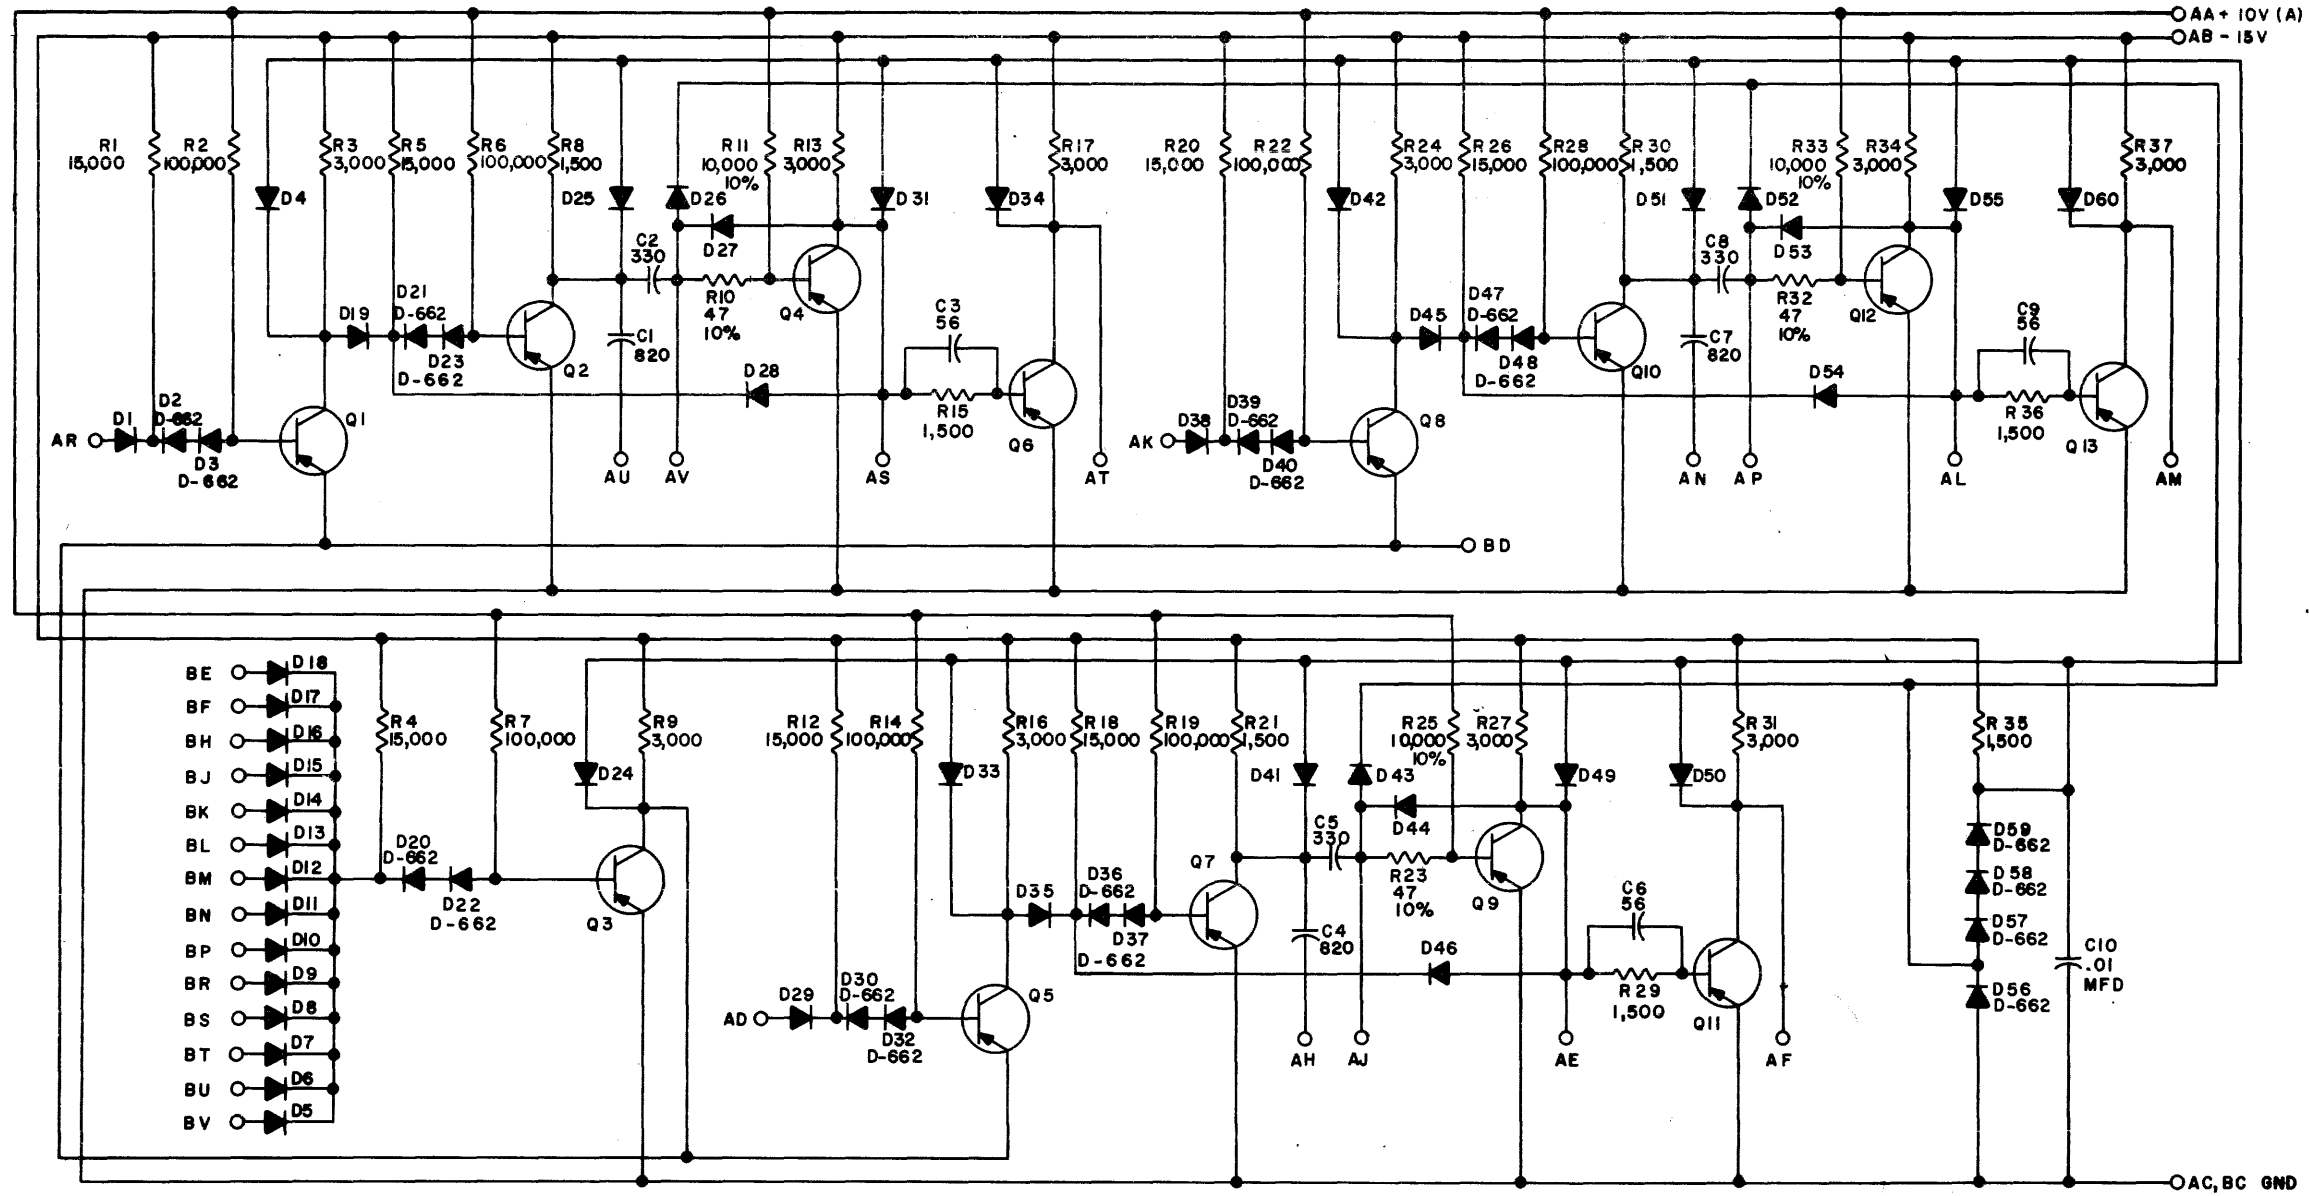 AA+ 10V (A)
AB - 15V
R1
15,000
R2
100,000
R3
3,000
R5
15,000
R6
100,000
R8
1,500
R11
10,000
10%
R13
3,000
R17
3,000
R20
15,000
R22
100,000
R24
3,000
R26
15,000
R28
100,000
R30
1,500
R33
10,000
10%
R34
3,000
R37
3,000
D4
D25
D26
D27
D31
D34
D42
D51
D52
D53
D55
D60
C2
330
C8
330
R10
47
10%
Q4
R32
47
10%
Q12
D19
D21
D-662
D23
D-662
Q2
C1
820
C3
56
D45
D47
D-662
D48
D-662
Q10
C7
820
C9
56
D28
R15
1,500
Q6
D54
R36
1,500
Q13
AR
D1
D2
D-662
D3
D-662
Q1
AU
AV
AS
AT
AK
D38
D39
D-662
D40
D-662
Q8
AN
AP
AL
AM
BD
BE
D18
BF
D17
BH
D16
BJ
D15
BK
D14
BL
D13
BM
D12
BN
D11
BP
D10
BR
D9
BS
D8
BT
D7
BU
D6
BV
D5
R4
15,000
R7
100,000
R9
3,000
R12
15,000
R14
100,000
R16
3,000
R18
15,000
R19
100,000
R21
1,500
R25
10,000
10%
R27
3,000
R31
3,000
R35
1,500
D24
D33
D41
D43
D44
D49
D50
D20
D-662
D22
D-662
Q3
C5
330
Q7
R23
47
10%
Q9
D35
D36
D-662
D37
D-662
C4
820
C6
56
D46
R29
1,500
Q11
AD
D29
D30
D-662
D32
D-662
Q5
AH
AJ
AE
AF
D59
D-662
D58
D-662
D57
D-662
D56
D-662
C10
.01
MFD
AC, BC GND